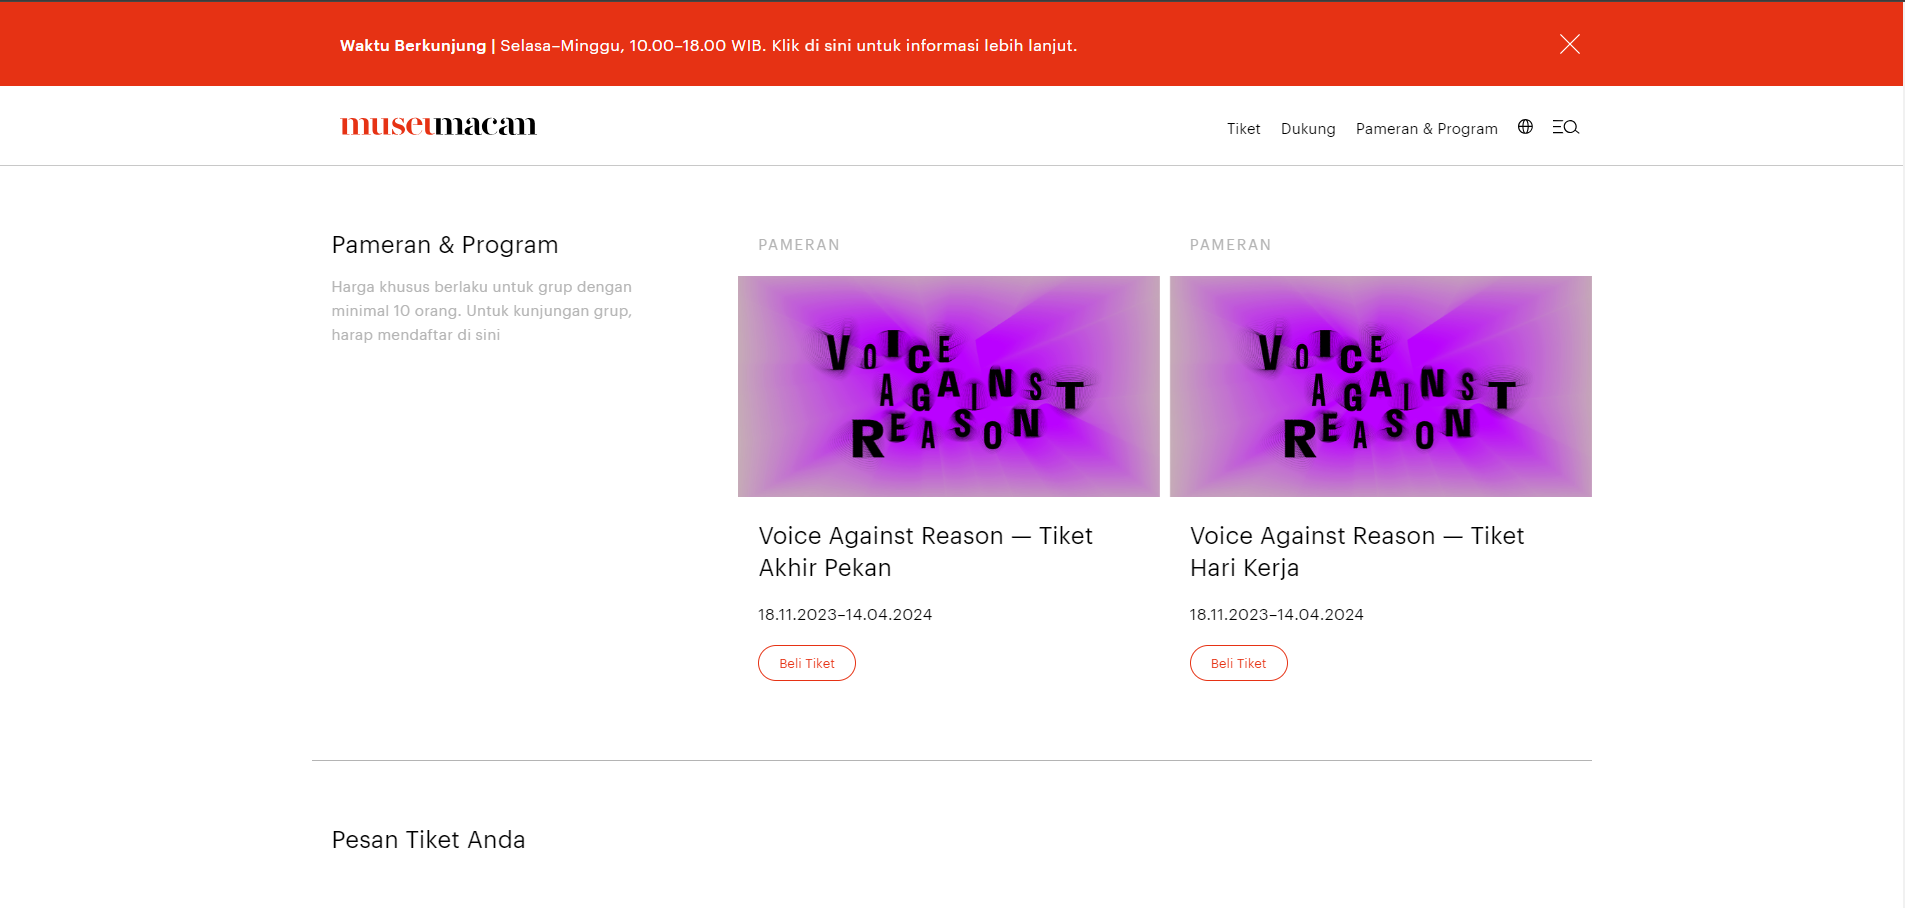 Waktu Berkunjung | Selasa–Minggu, 10.00–18.00 WIB. Klik di sini untuk informasi lebih lanjut.
museumacan
Tiket Dukung Pameran & Program
Pameran & Program
Harga khusus berlaku untuk grup dengan
minimal 10 orang. Untuk kunjungan grup,
harap mendaftar di sini
PAMERAN
VOICE
AGAINST
REASON
Voice Against Reason — Tiket
Akhir Pekan
18.11.2023–14.04.2024
Beli Tiket
PAMERAN
VOICE
AGAINST
REASON
Voice Against Reason — Tiket
Hari Kerja
18.11.2023–14.04.2024
Beli Tiket
Pesan Tiket Anda